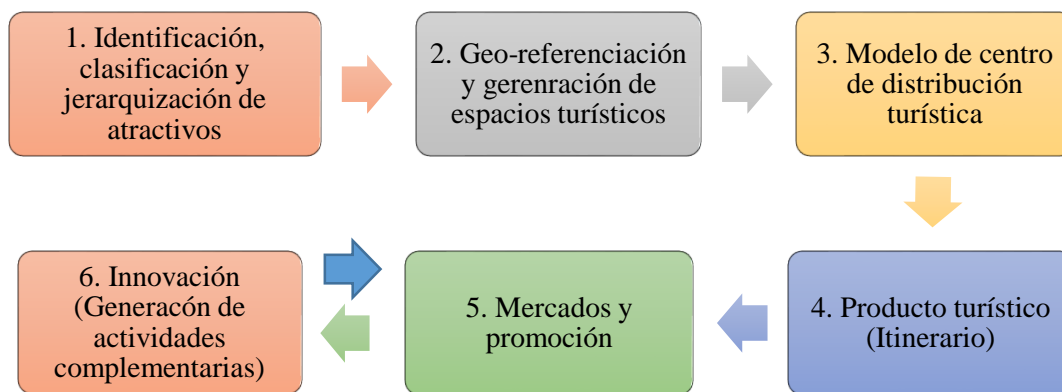 1. Identificación,
clasificación y
jerarquización de
atractivos
2. Geo-referenciación
y gerenración de
espacios turísticos
3. Modelo de centro
de distribución
turística
4. Producto turístico
(Itinerario)
5. Mercados y
promoción
6. Innovación
(Generacón de
actividades
complementarias)